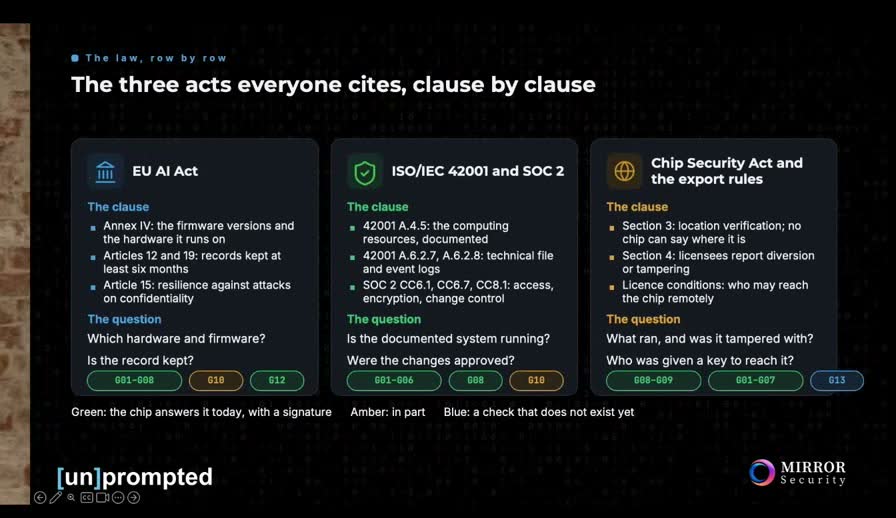 The law, row by row
The three acts everyone cites, clause by clause
EU AI Act
The clause
Annex IV: the firmware versions and
the hardware it runs on
Articles 12 and 19: records kept at
least six months
Article 15: resilience against attacks
on confidentiality
The question
Which hardware and firmware?
Is the record kept?
G01-G08
G10
G12
ISO/IEC 42001 and SOC 2
The clause
42001 A.4.5: the computing
resources, documented
42001 A.6.2.7, A.6.2.8: technical file
and event logs
SOC 2 CC6.1, CC6.7, CC8.1: access,
encryption, change control
The question
Is the documented system running?
Were the changes approved?
G01-G06
G08
G10
Chip Security Act and
the export rules
The clause
Section 3: location verification; no
chip can say where it is
Section 4: licensees report diversion
or tampering
Licence conditions: who may reach
the chip remotely
The question
What ran, and was it tampered with?
Who was given a key to reach it?
G08-G09
G01-G07
G13
Green: the chip answers it today, with a signature
Amber: in part
Blue: a check that does not exist yet
[un]prompted
MIRROR
Security
CC